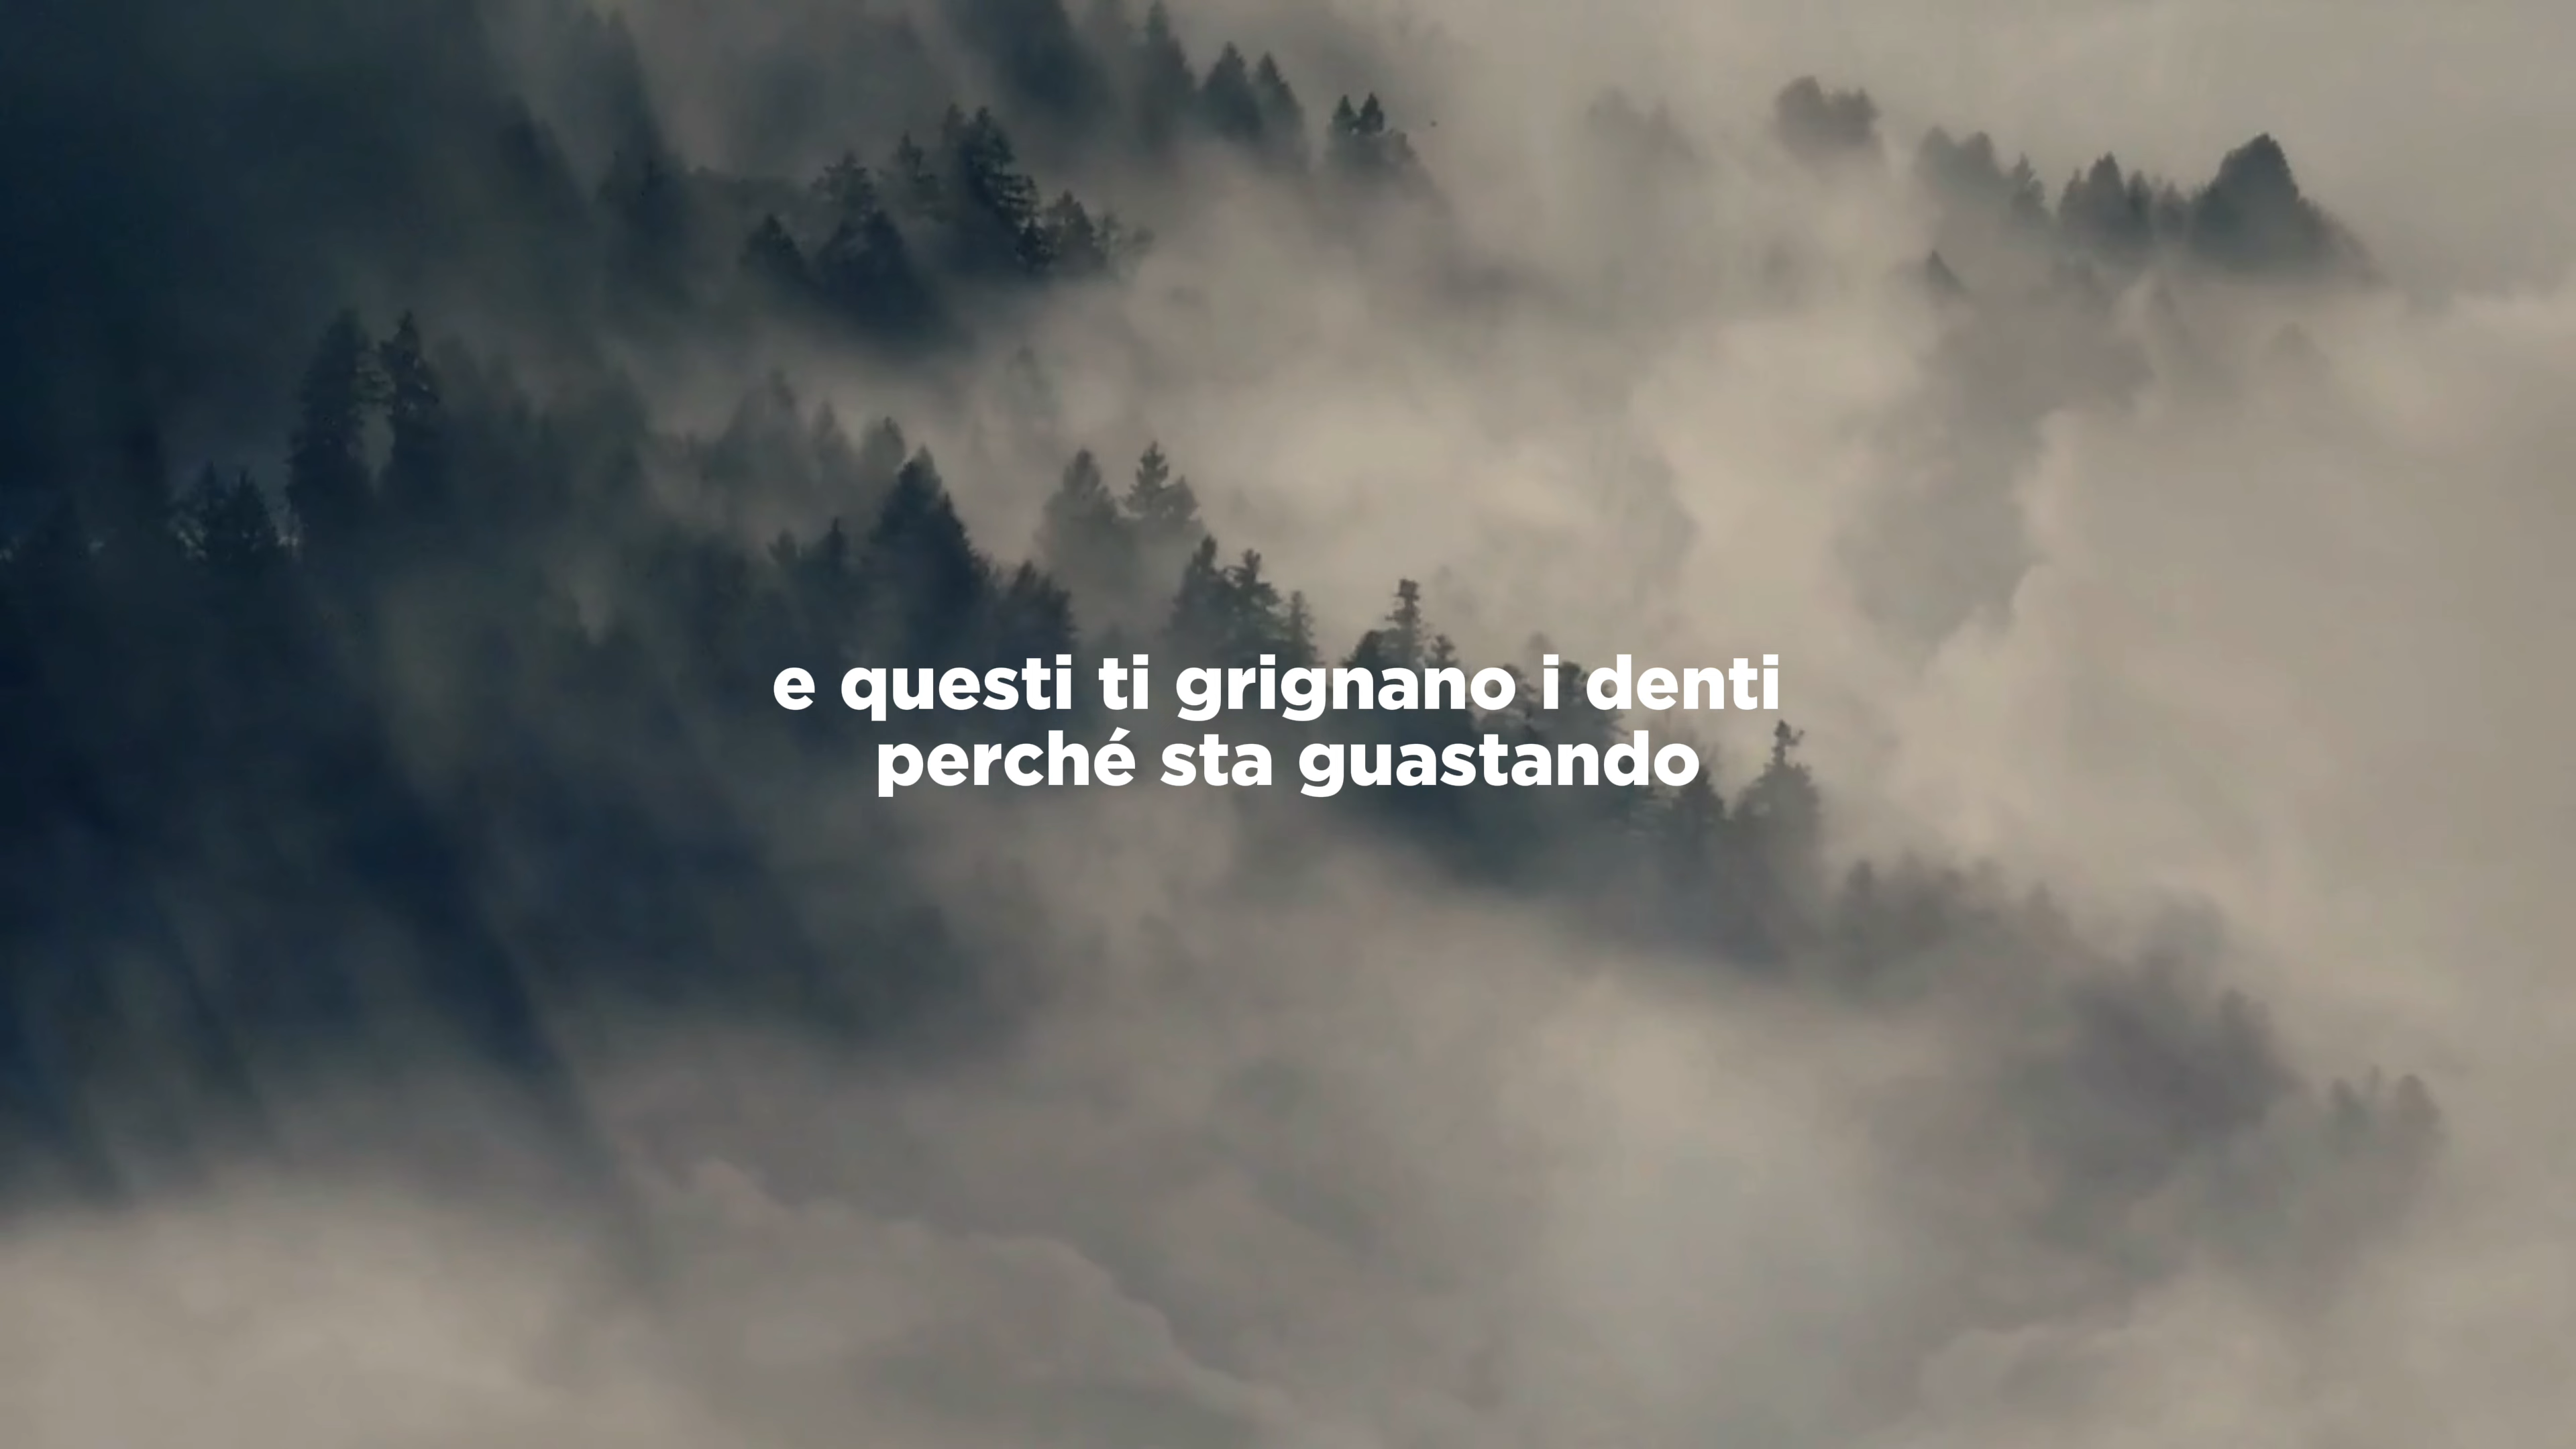 e questi ti grignano i denti
perché sta guastando